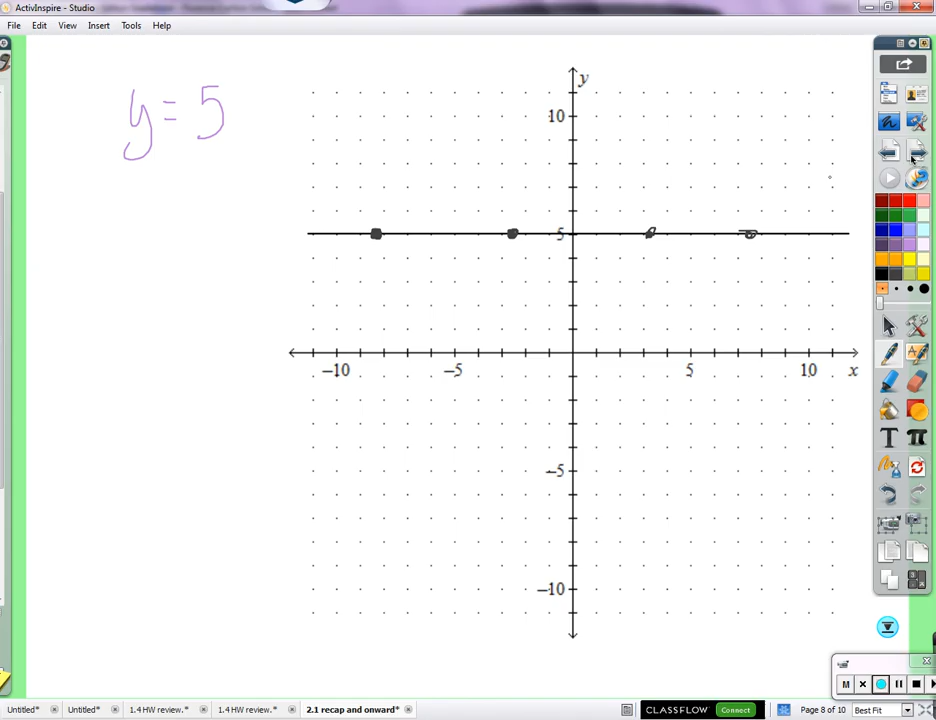 ActivInspire - Studio
File Edit View Insert Tools Help
y = 5
y
10
5
-10 -5 5 10 x
-5
-10
T π
M
Untitled* Untitled* 1.4 HW review.* 1.4 HW review.* 2.1 recap and onward* CLASSFLOW Connect Page 8 of 10 Best Fit